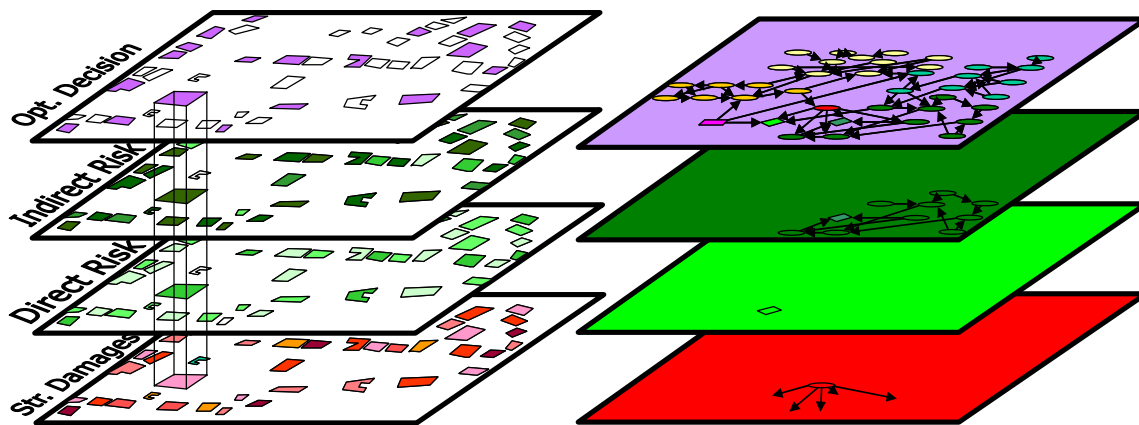 Opt. Decision
Indirect Risk
Direct Risk
Str. Damages